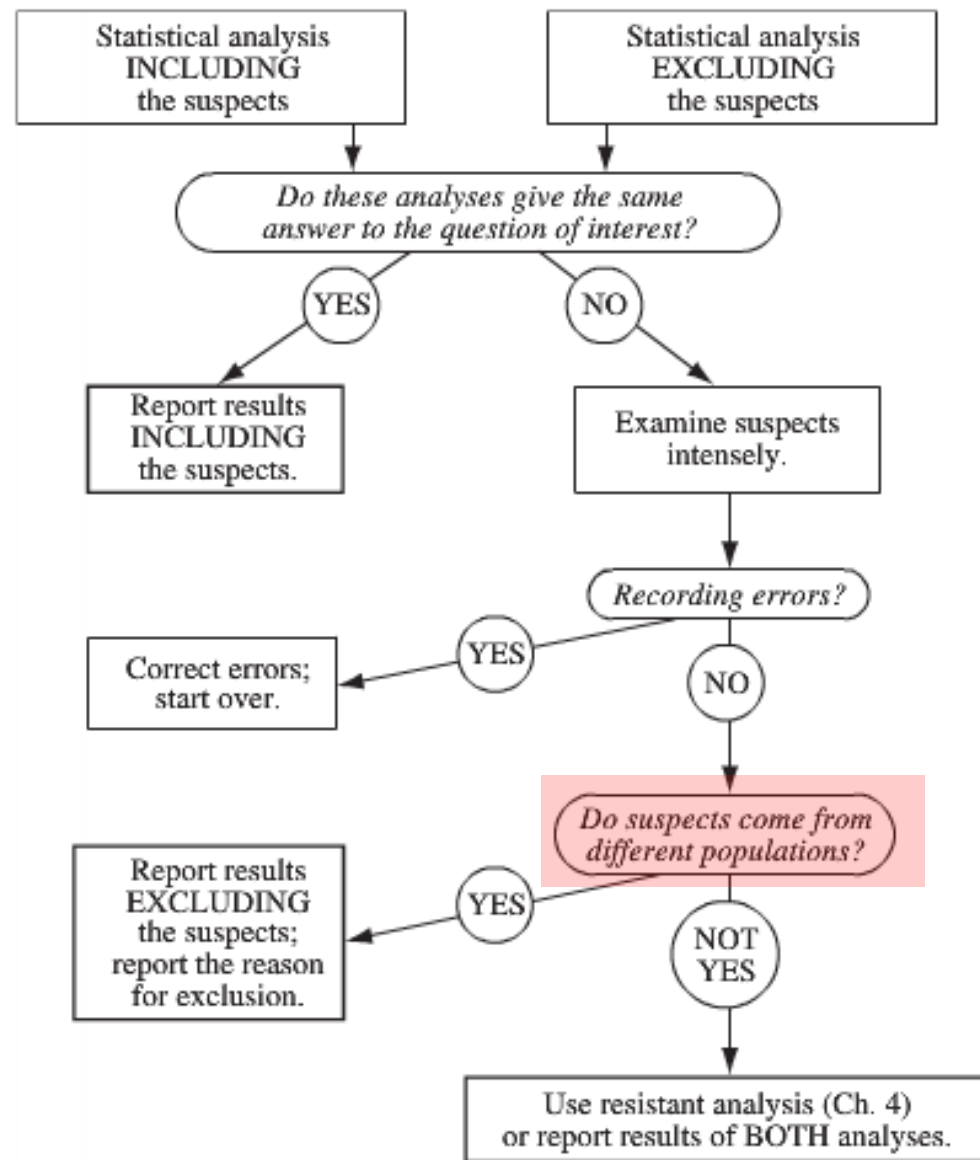 Statistical analysis
INCLUDING
the suspects
Statistical analysis
EXCLUDING
the suspects
Do these analyses give the same
answer to the question of interest?
YES
NO
Report results
INCLUDING
the suspects.
Examine suspects
intensely.
Recording errors?
YES
Correct errors;
start over.
NO
Do suspects come from
different populations?
YES
Report results
EXCLUDING
the suspects;
report the reason
for exclusion.
NOT
YES
Use resistant analysis (Ch. 4)
or report results of BOTH analyses.